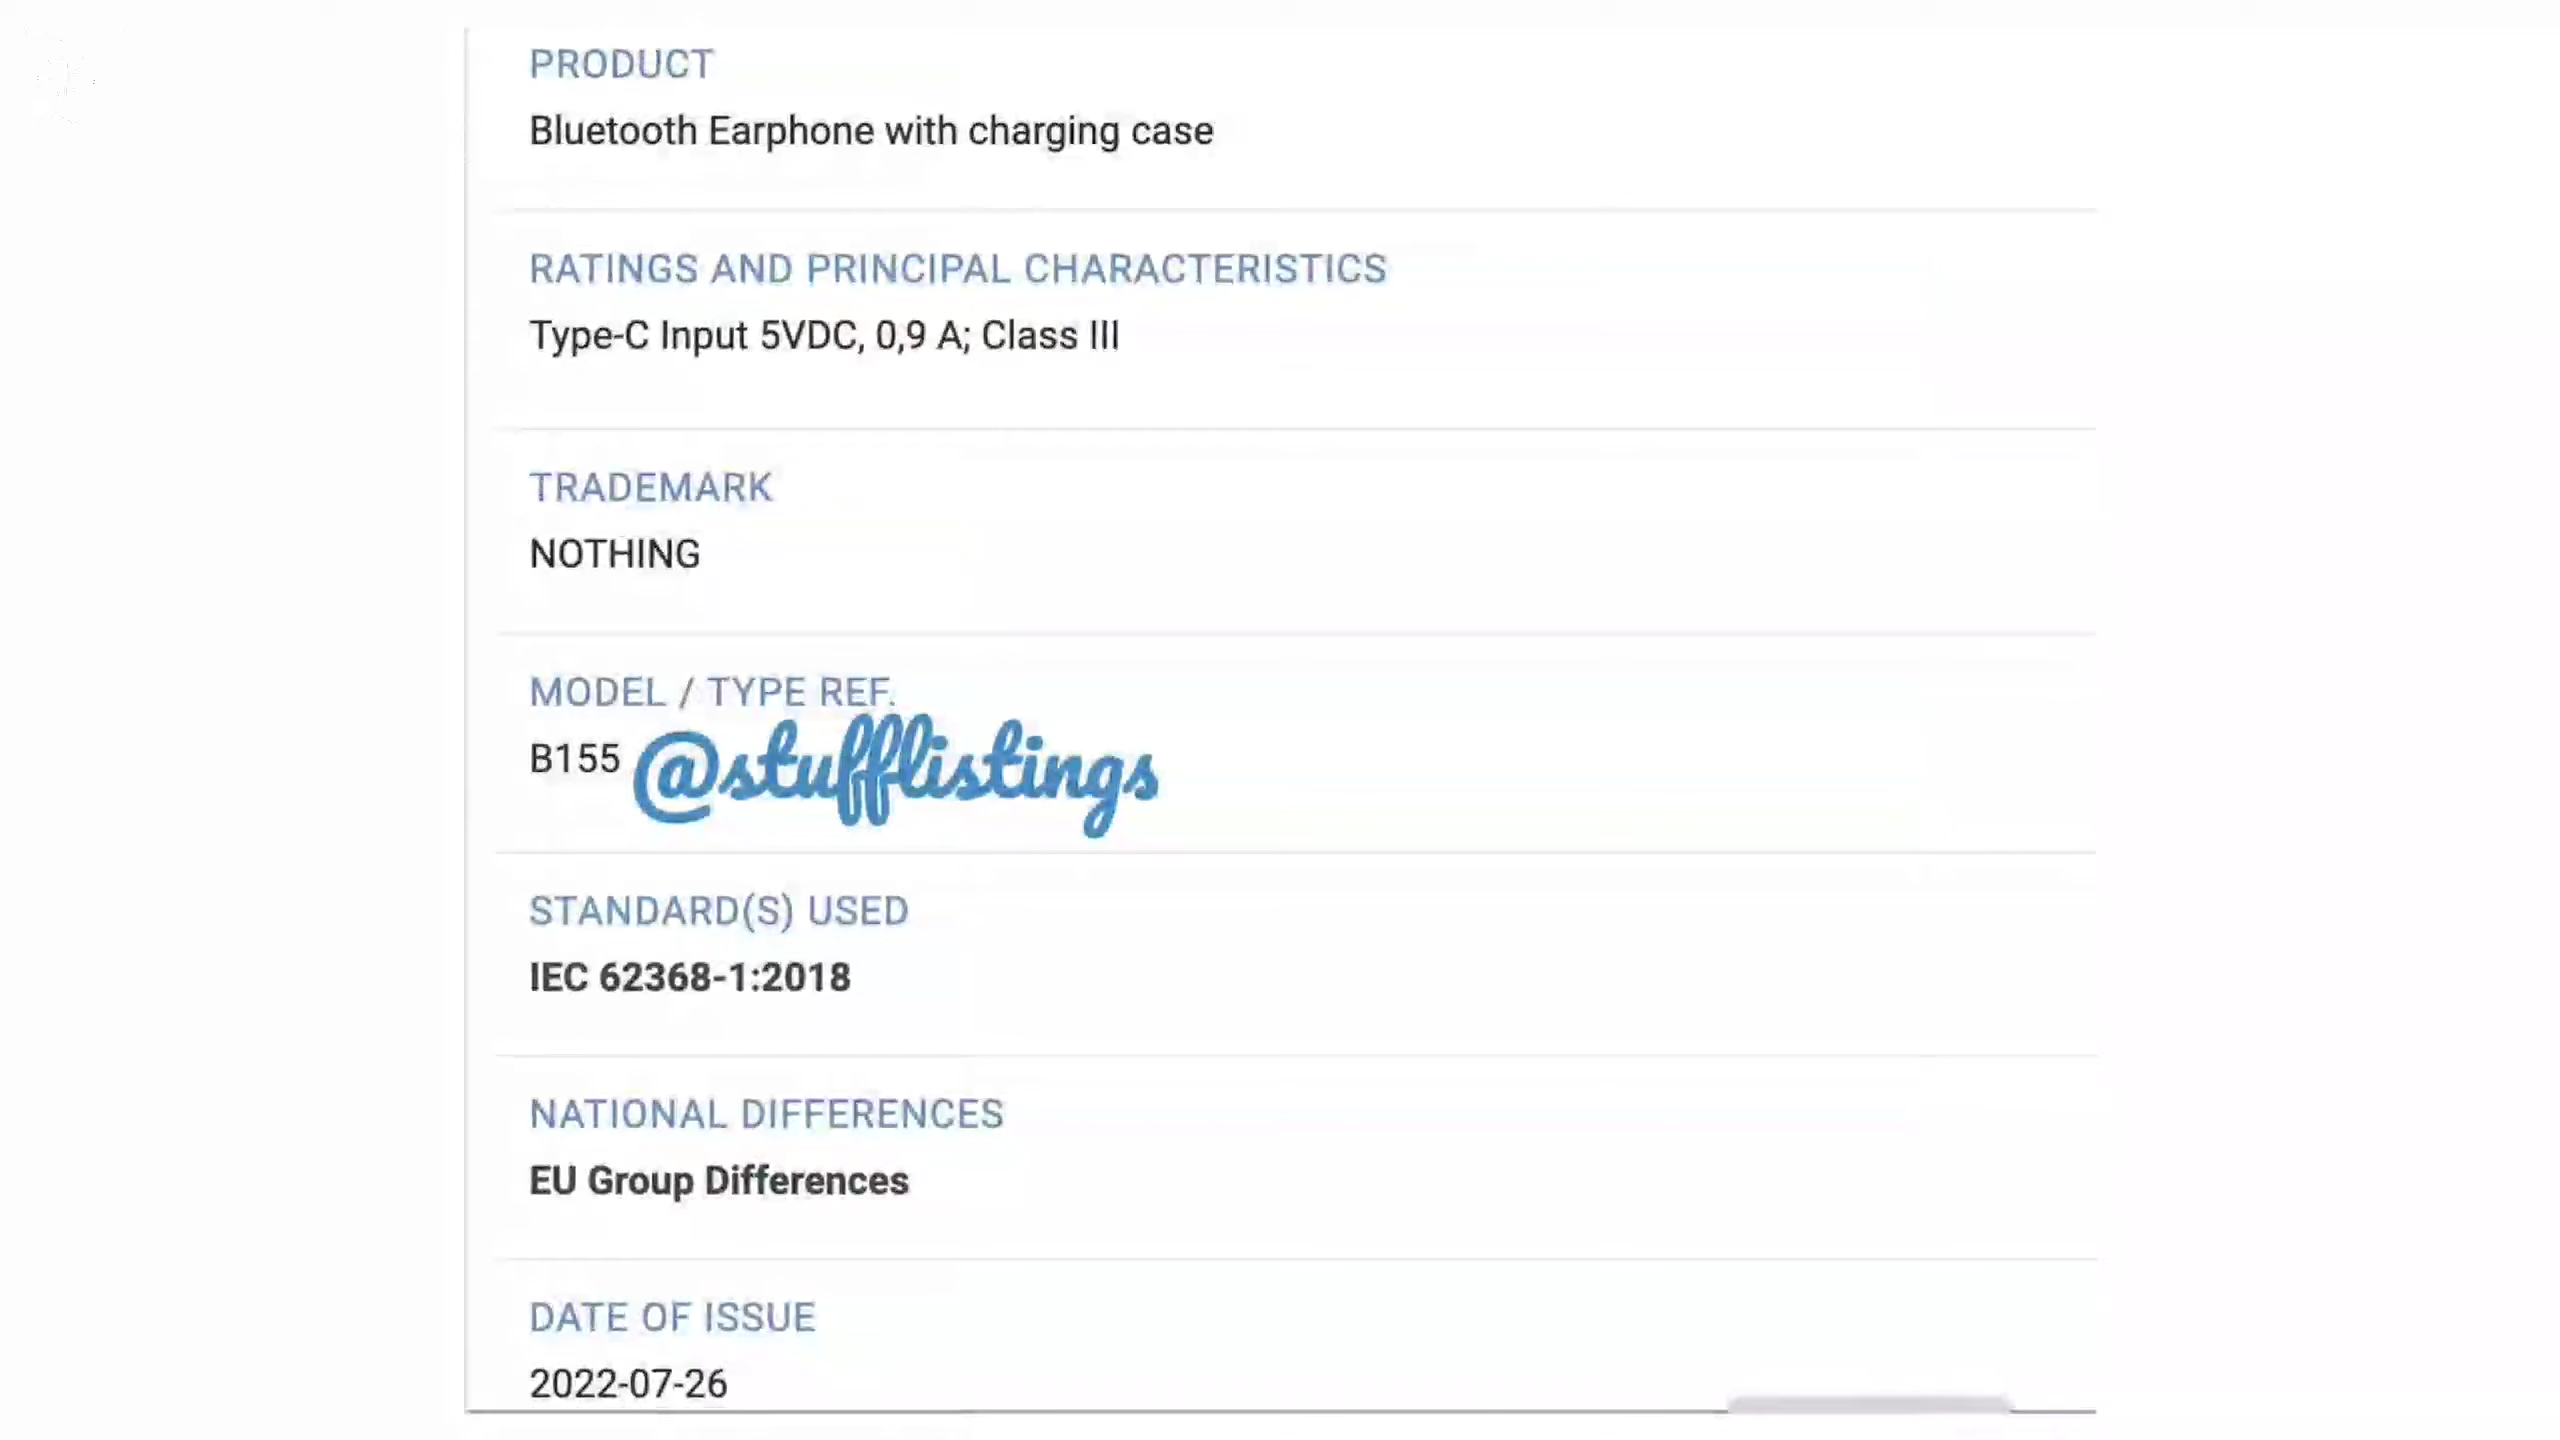 PRODUCT
Bluetooth Earphone with charging case
RATINGS AND PRINCIPAL CHARACTERISTICS
Type-C Input 5VDC, 0,9 A; Class III
TRADEMARK
NOTHING
MODEL / TYPE REF.
B155 @stufflistings
STANDARD(S) USED
IEC 62368-1:2018
NATIONAL DIFFERENCES
EU Group Differences
DATE OF ISSUE
2022-07-26